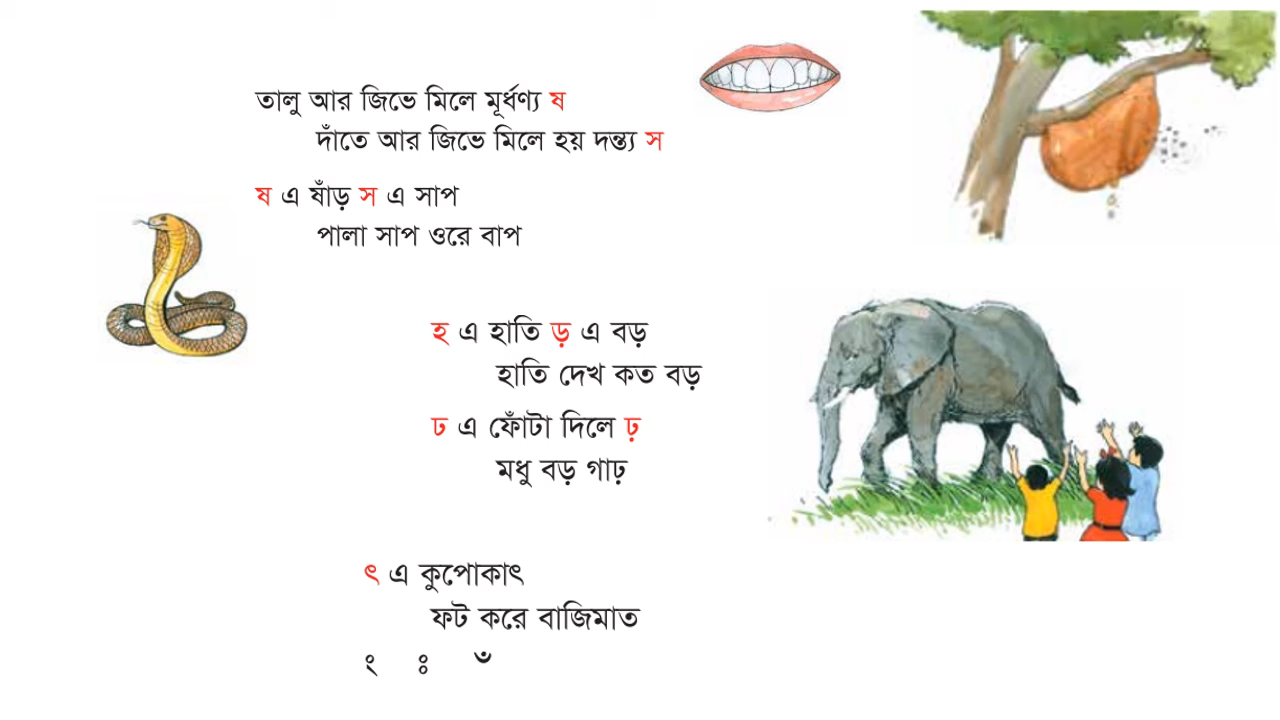 তালু আর জিভে মিলে মূর্ধণ্য ষ
দাঁতে আর জিভে মিলে হয় দন্ত্য স
ষ এ ষাঁড় স এ সাপ
পালা সাপ ওরে বাপ
হ এ হাতি ড় এ বড়
হাতি দেখ কত বড়
ঢ এ ফোঁটা দিলে ঢ়
মধু বড় গাঢ়
ৎ এ কুপোকাৎ
ফট করে বাজিমাত
ং ঃ ঁ